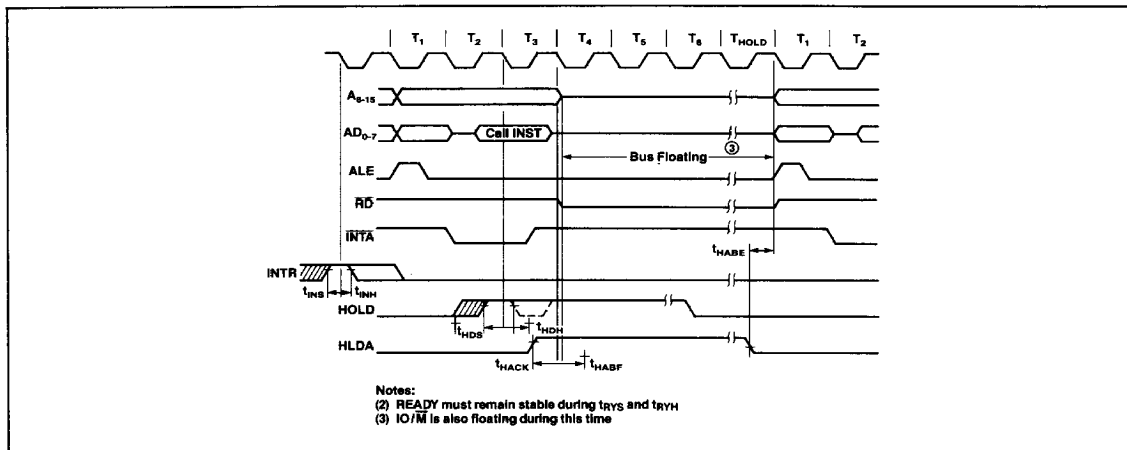 T1 T2 T3 T4 T5 T6 THOLD T1 T2
A8-15
AD0-7 Call INST
Bus Floating 3
ALE
RD
INTA
tHABE
INTR
tINS tINH
HOLD
tHDS tHDH
HLDA
tHACK tHABF
Notes:
(2) READY must remain stable during tRYS and tRYH
(3) IO/M is also floating during this time